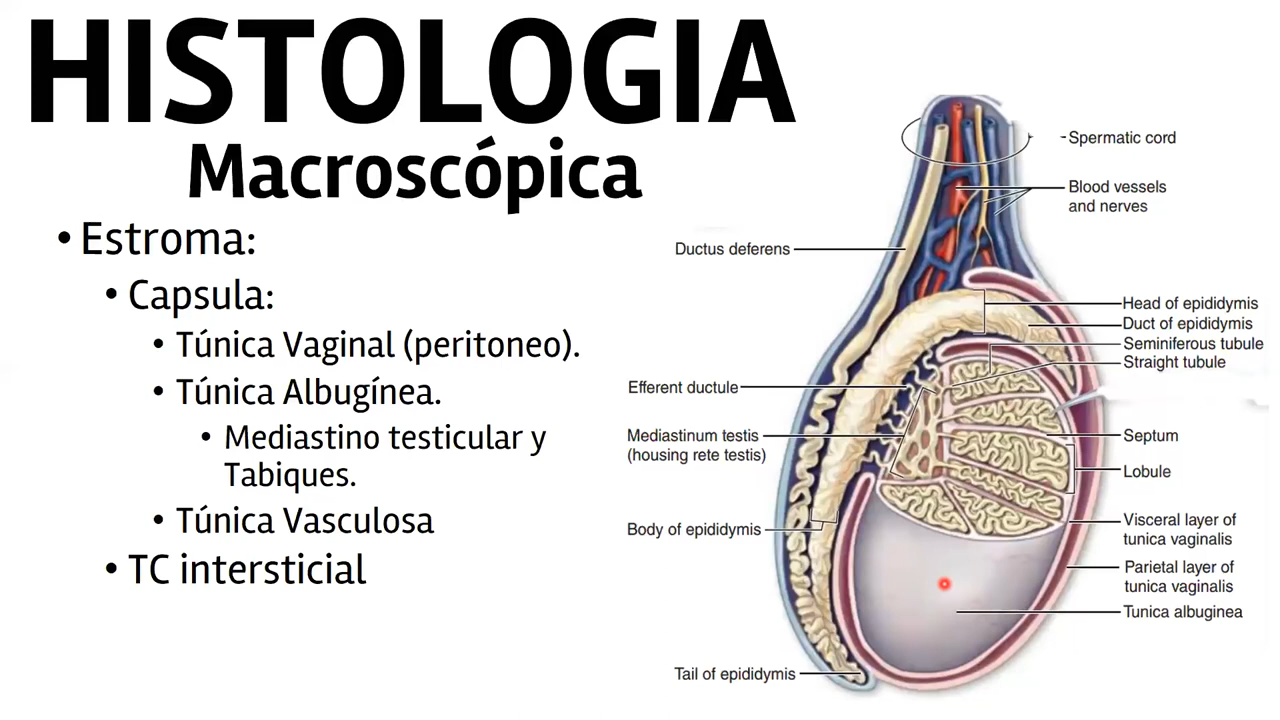 HISTOLOGIA
Macroscópica
• Estroma:
• Capsula:
• Túnica Vaginal (peritoneo).
• Túnica Albugínea.
• Mediastino testicular y
Tabiques.
• Túnica Vasculosa
• TC intersticial
Spermatic cord
Blood vessels
and nerves
Ductus deferens
Head of epididymis
Duct of epididymis
Seminiferous tubule
Straight tubule
Efferent ductule
Mediastinum testis
(housing rete testis)
Septum
Lobule
Body of epididymis
Visceral layer of
tunica vaginalis
Parietal layer of
tunica vaginalis
Tunica albuginea
Tail of epididymis